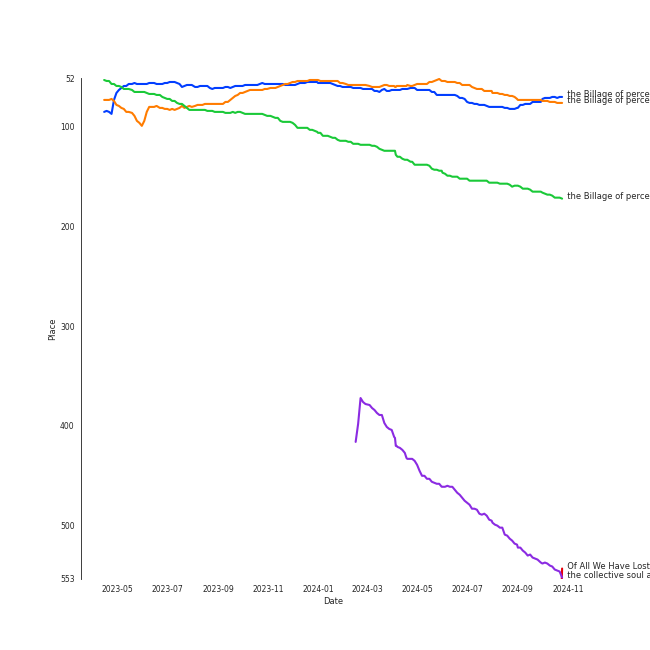 52
100
200
300
400
500
553
Place
2023-05
2023-07
2023-09
2023-11
2024-01
2024-03
2024-05
2024-07
2024-09
2024-11
Date
the Billage of perce
the Billage of perce
the Billage of perce
Of All We Have Lost
the collective soul a